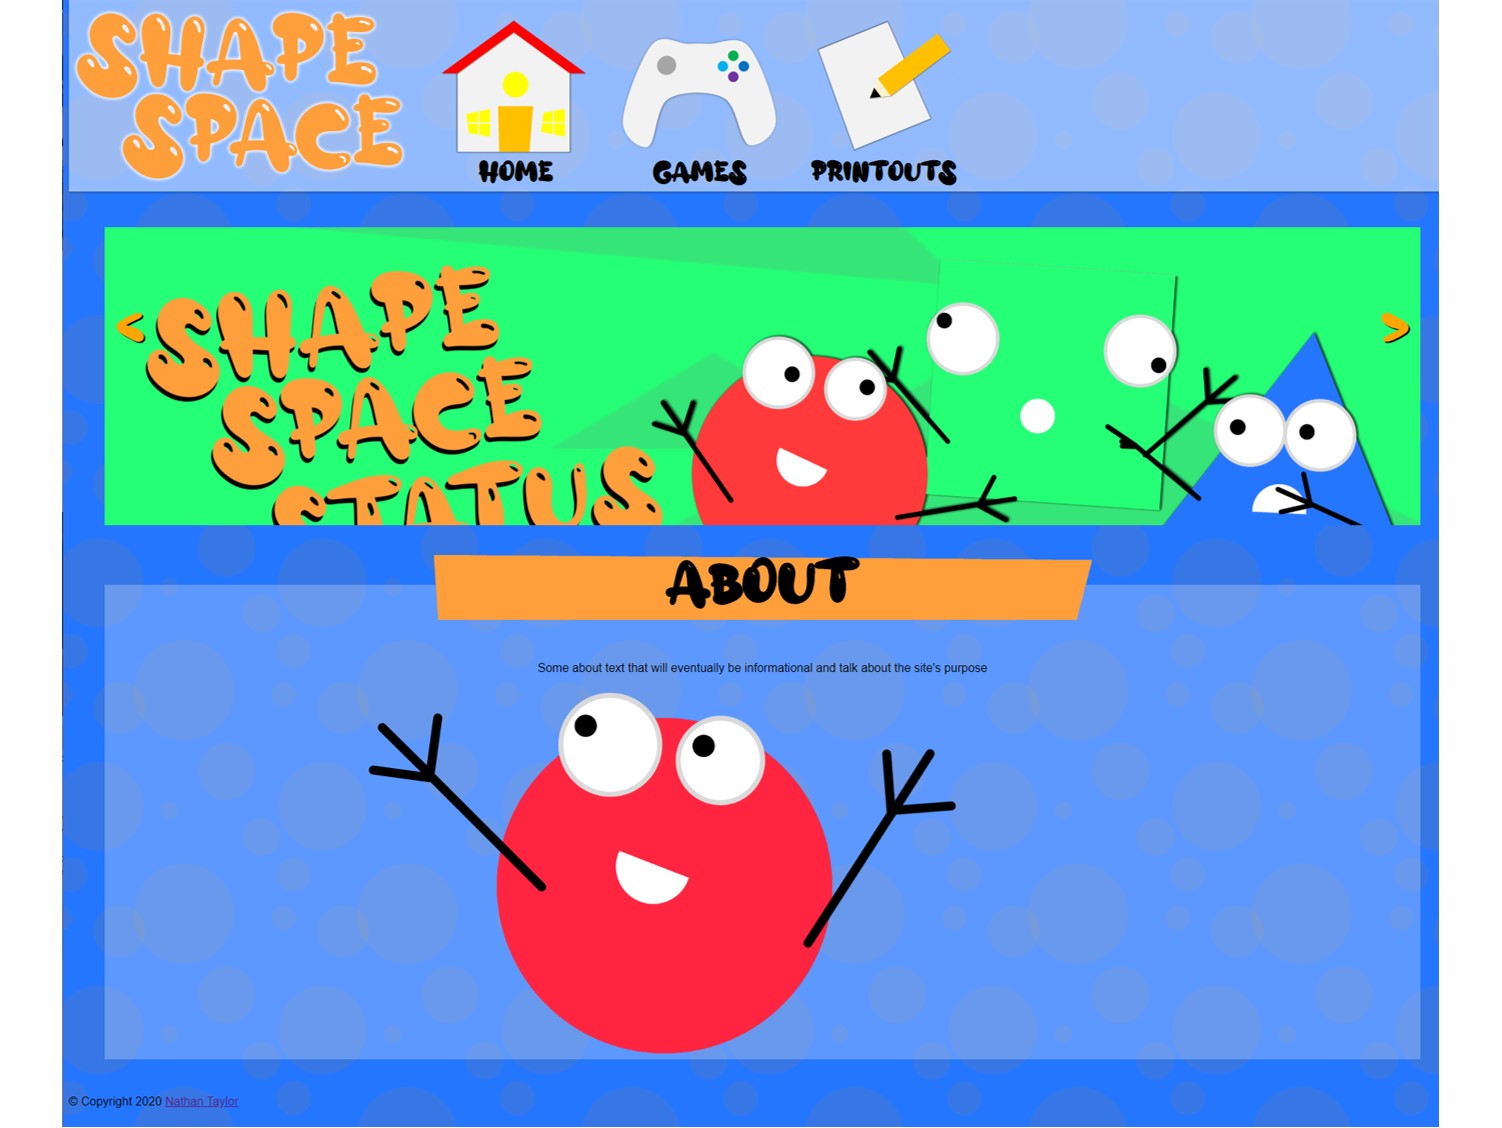 SHAPE
SPACE
HOME
GAMES
PRINTOUTS
<
SHAPE
SPACE
STATUS
>
ABOUT
Some about text that will eventually be informational and talk about the site's purpose
© Copyright 2020 Nathan Taylor